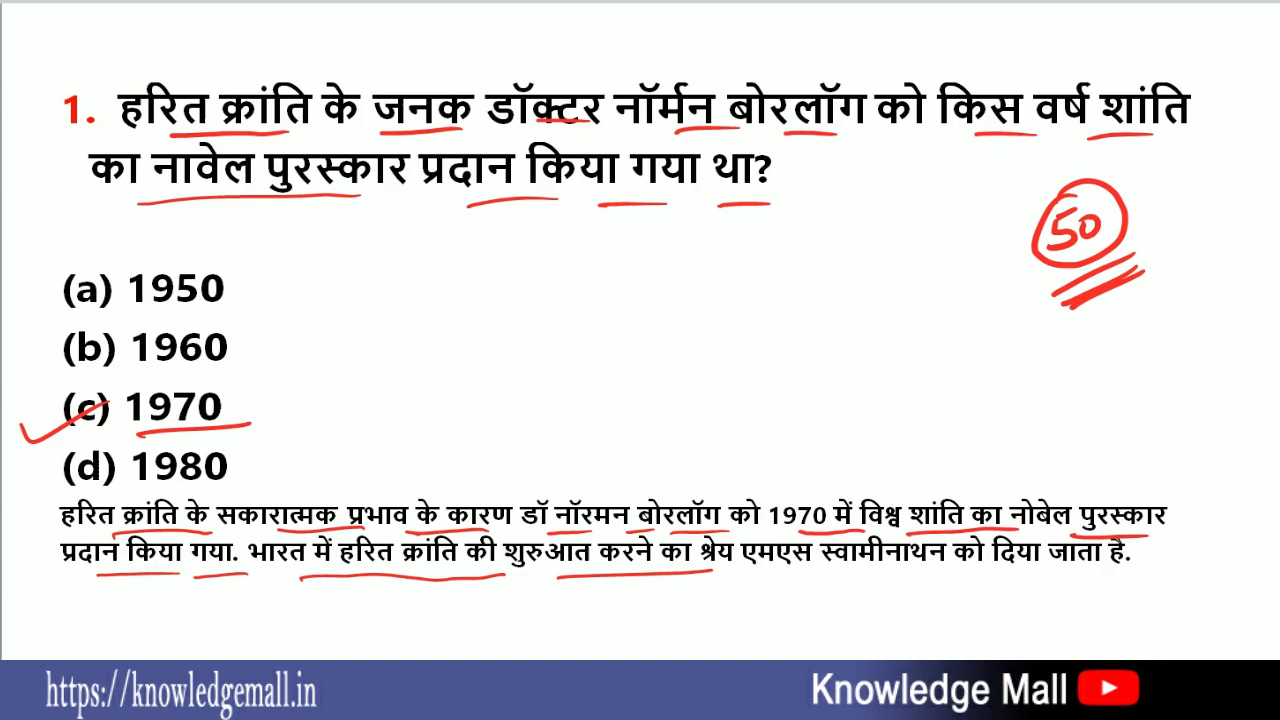 1. हरित क्रांति के जनक डॉक्टर नॉर्मन बोरलॉग को किस वर्ष शांति
का नावेल पुरस्कार प्रदान किया गया था?
50
(a) 1950
(b) 1960
(c) 1970
(d) 1980
हरित क्रांति के सकारात्मक प्रभाव के कारण डॉ नॉरमन बोरलॉग को 1970 में विश्व शांति का नोबेल पुरस्कार
प्रदान किया गया. भारत में हरित क्रांति की शुरुआत करने का श्रेय एमएस स्वामीनाथन को दिया जाता है.
https://knowledgemall.in
Knowledge Mall